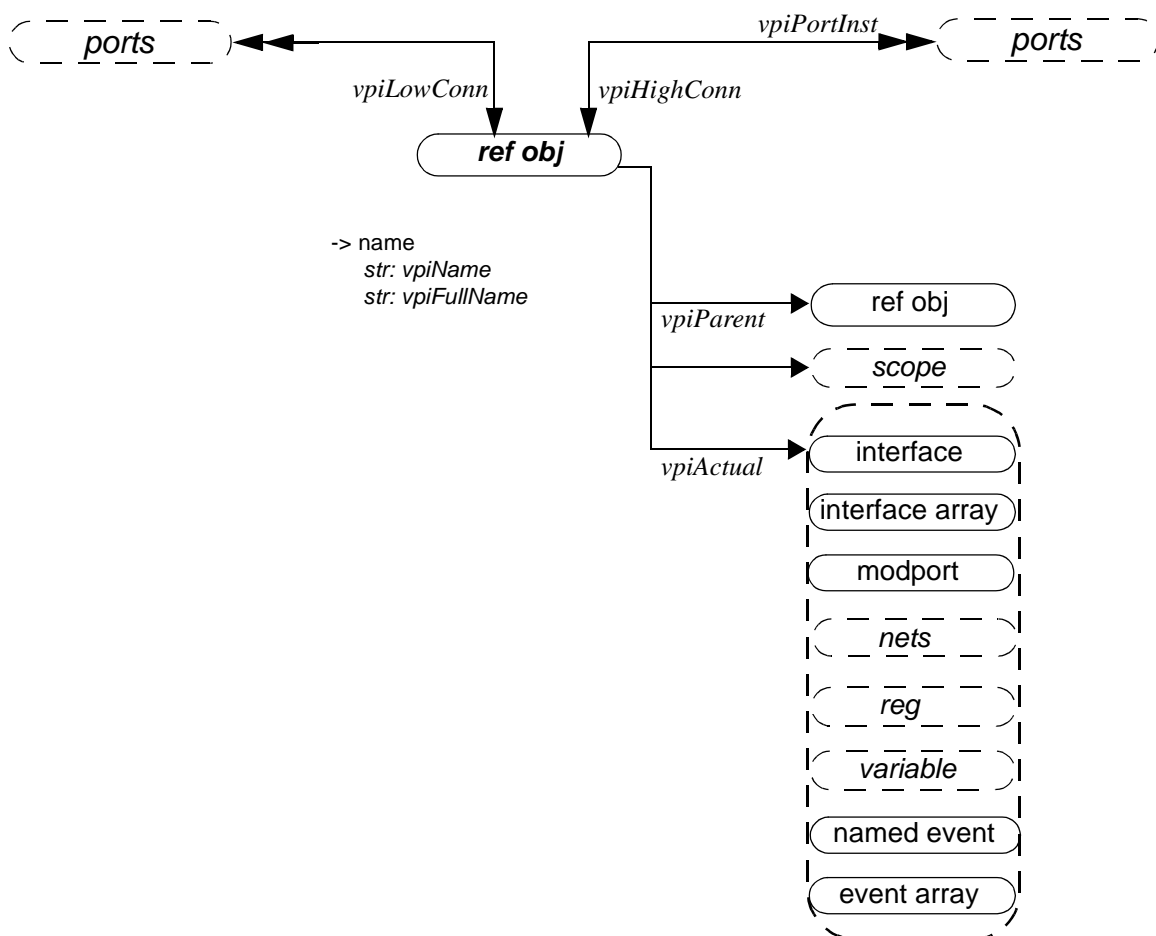 vpiPortInst
ports
ports
vpiLowConn
vpiHighConn
ref obj
-> name
str: vpiName
str: vpiFullName
ref obj
vpiParent
scope
interface
vpiActual
interface array
modport
nets
reg
variable
named event
event array